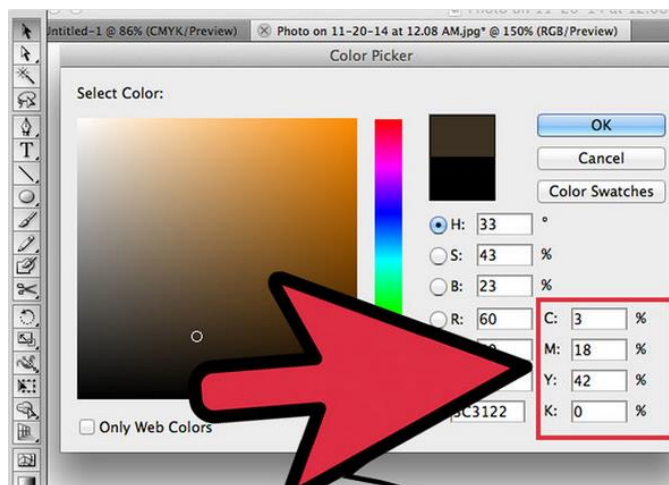 Untitled-1 @ 86% (CMYK/Preview)
Photo on 11-20-14 at 12.08 AM.jpg* @ 150% (RGB/Preview)
Color Picker
Select Color:
OK
Cancel
Color Swatches
H: 33 °
S: 43 %
B: 23 %
R: 60
C: 3 %
M: 18 %
Y: 42 %
K: 0 %
C3122
Only Web Colors
T